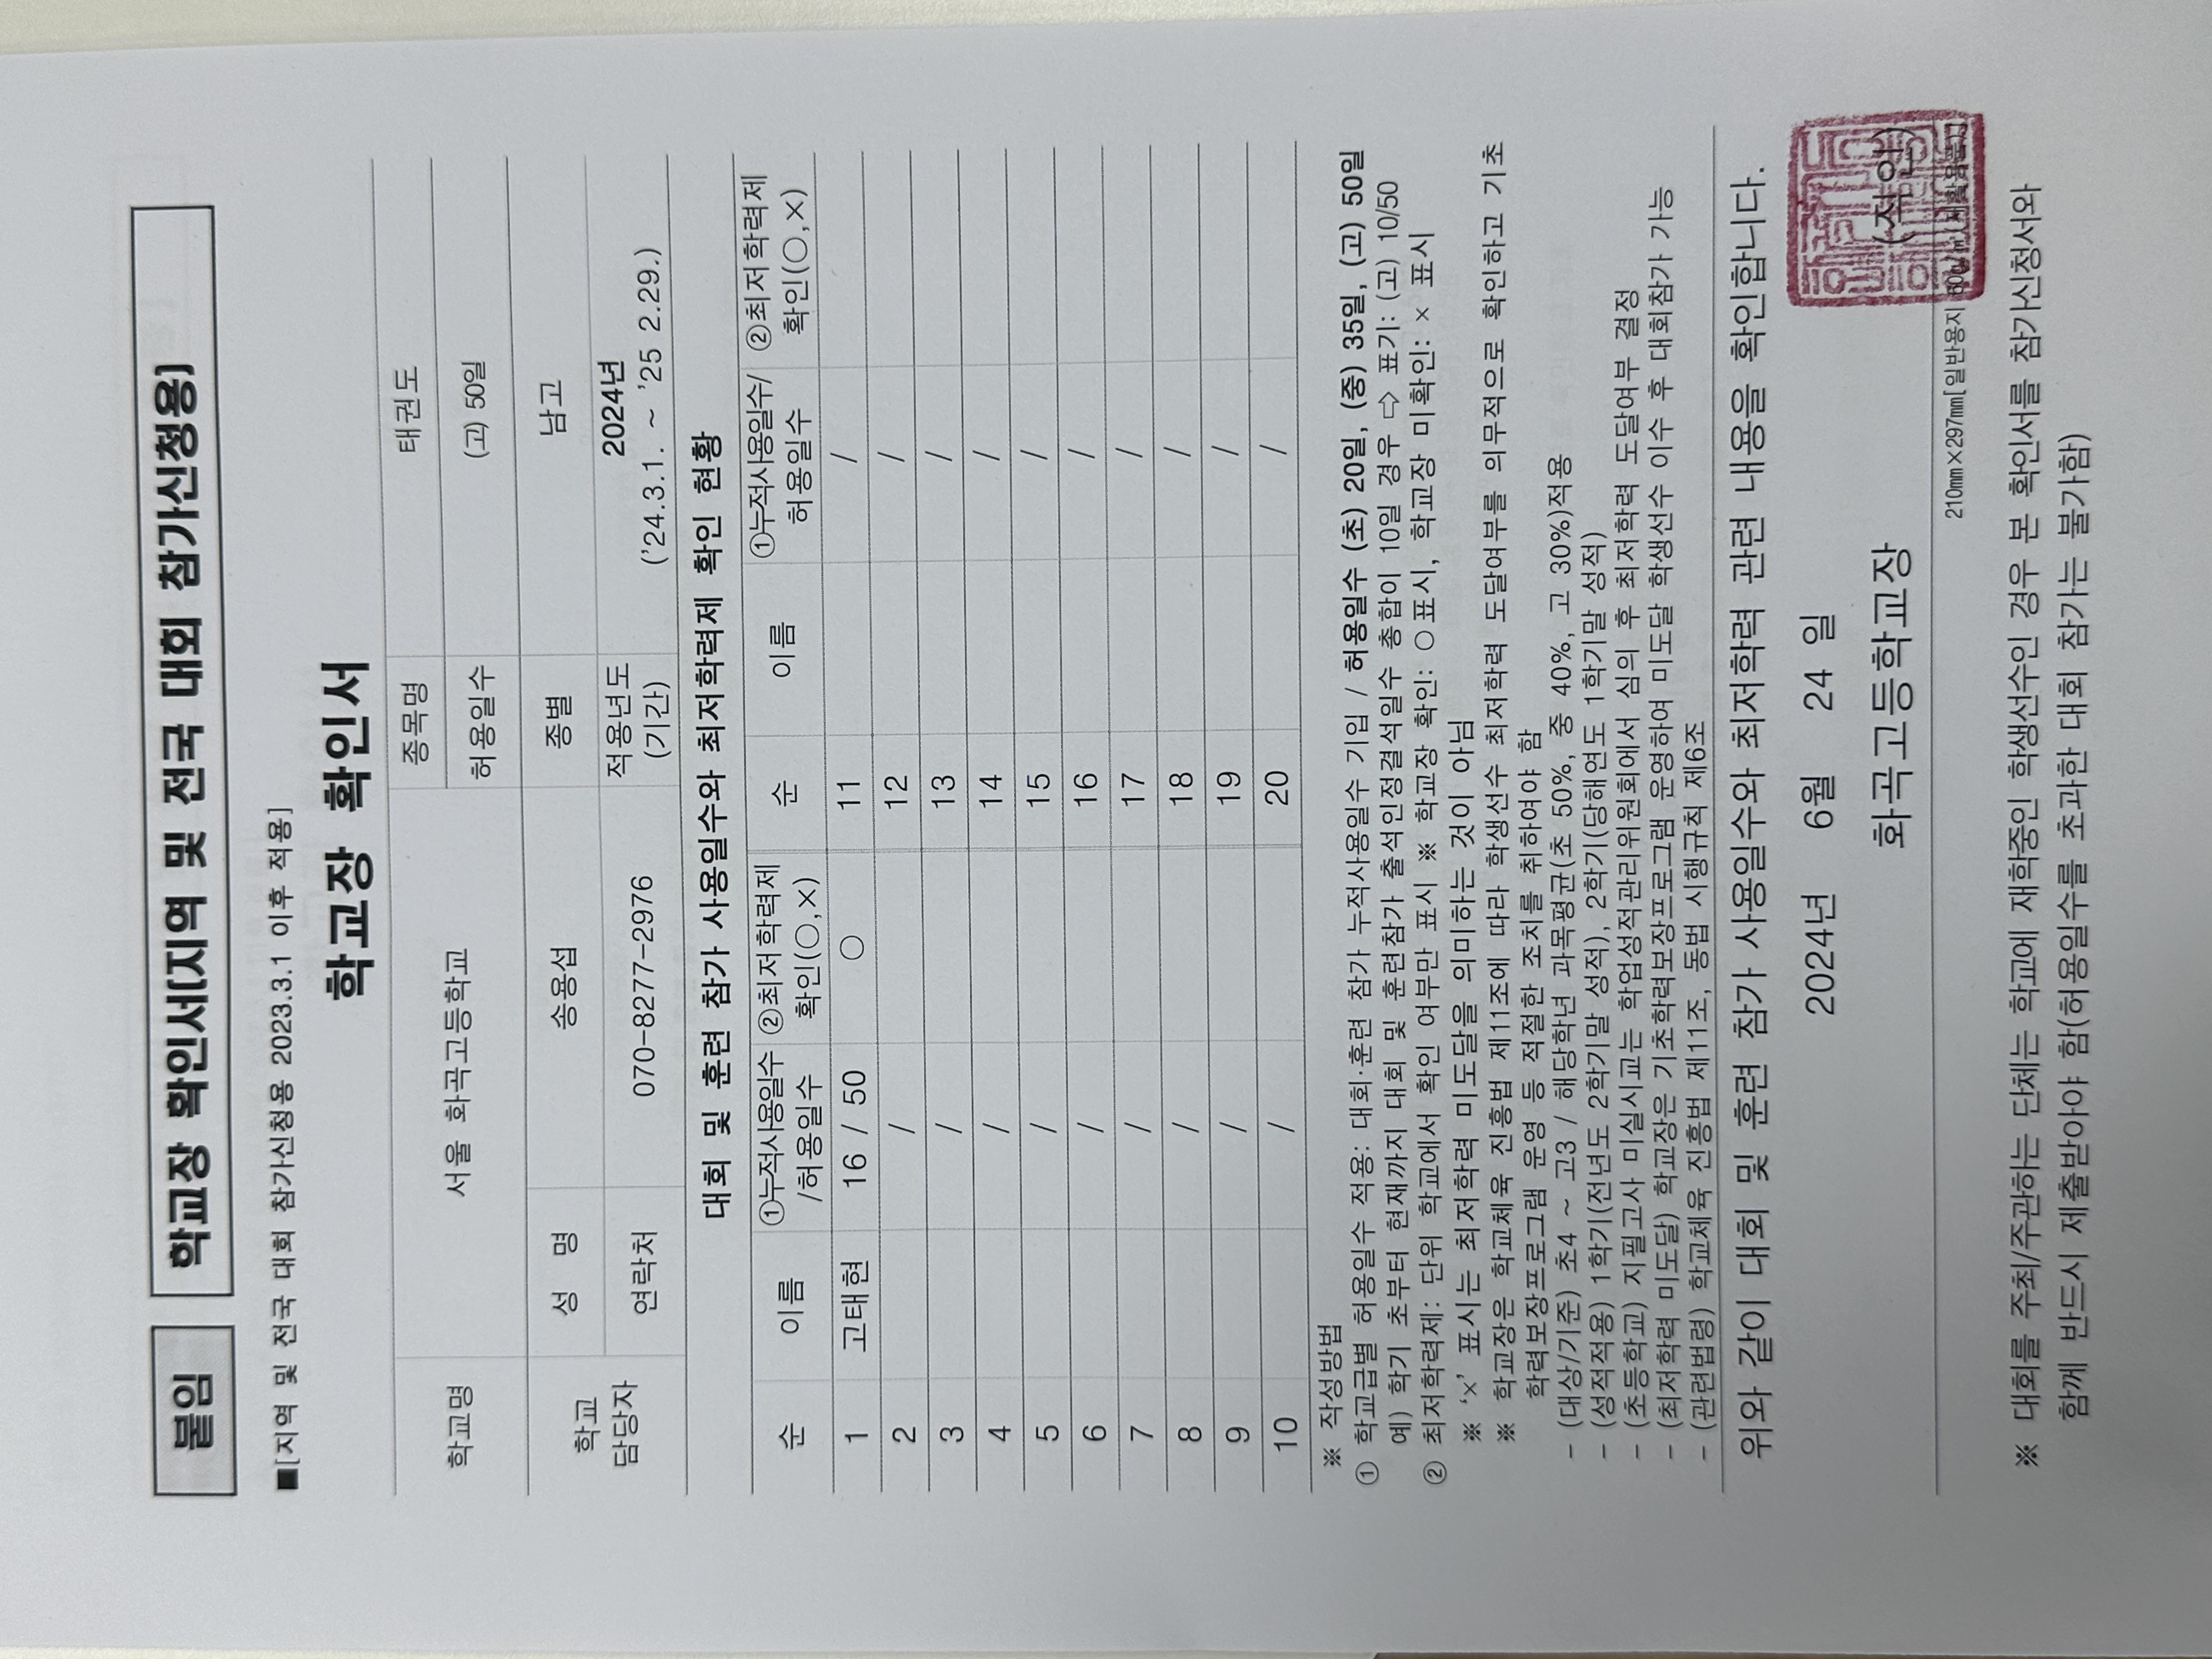 붙임
학교장 확인서[지역 및 전국 대회 참가신청용]
■[지역 및 전국 대회 참가신청용 2023.3.1 이후 적용]
학교장 확인서
학교명 서울 화곡고등학교 종목명 태권도
허용일수 (고) 50일
학교 담당자 성 명 송용섭 종별 남고
연락처 070-8277-2976 적용년도 (기간) 2024년
('24.3.1. ~ '25 2.29.)
대회 및 훈련 참가 사용일수와 최저학력제 확인 현황
순 이름 ①누적사용일수 /허용일수 ②최저학력제 확인(○,×) 순 이름 ①누적사용일수/ 허용일수 ②최저학력제 확인(○,×)
1 고태현 16 / 50 ○ 11 /
2 / 12 /
3 / 13 /
4 / 14 /
5 / 15 /
6 / 16 /
7 / 17 /
8 / 18 /
9 / 19 /
10 / 20 /
※ 작성방법
① 학교급별 허용일수 적용: 대회·훈련 참가 누적사용일수 기입 / 허용일수 (초) 20일, (중) 35일, (고) 50일
예) 학기 초부터 현재까지 대회 및 훈련참가 출석인정결석일수 총합이 10일 경우 ⇨ 표기: (고) 10/50
② 최저학력제: 단위 학교에서 확인 여부만 표시 ※ 학교장 확인: ○표시, 학교장 미확인: × 표시
※ '×' 표시는 최저학력 미도달을 의미하는 것이 아님
※ 학교장은 학교체육 진흥법 제11조에 따라 학생선수 최저학력 도달여부를 의무적으로 확인하고 기초
학력보장프로그램 운영 등 적절한 조치를 취하여야 함
- (대상/기준) 초4 ~ 고3 / 해당학년 과목평균(초 50%, 중 40%, 고 30%)적용
- (성적적용) 1학기(전년도 2학기말 성적), 2학기(당해연도 1학기말 성적)
- (초등학교) 지필고사 미실시교는 학업성적관리위원회에서 심의 후 최저학력 도달여부 결정
- (최저학력 미도달) 학교장은 기초학력보장프로그램 운영하여 미도달 학생선수 이수 후 대회참가 가능
- (관련법령) 학교체육 진흥법 제11조, 동법 시행규칙 제6조
위와 같이 대회 및 훈련 참가 사용일수와 최저학력 관련 내용을 확인합니다.
2024년 6월 24 일
화곡고등학교장 (직인)
210mm×297mm[일반용지 60g/㎡(재활용품)]
※ 대회를 주최/주관하는 단체는 학교에 재학중인 학생선수인 경우 본 확인서를 참가신청서와
함께 반드시 제출받아야 함(허용일수를 초과한 대회 참가는 불가함)